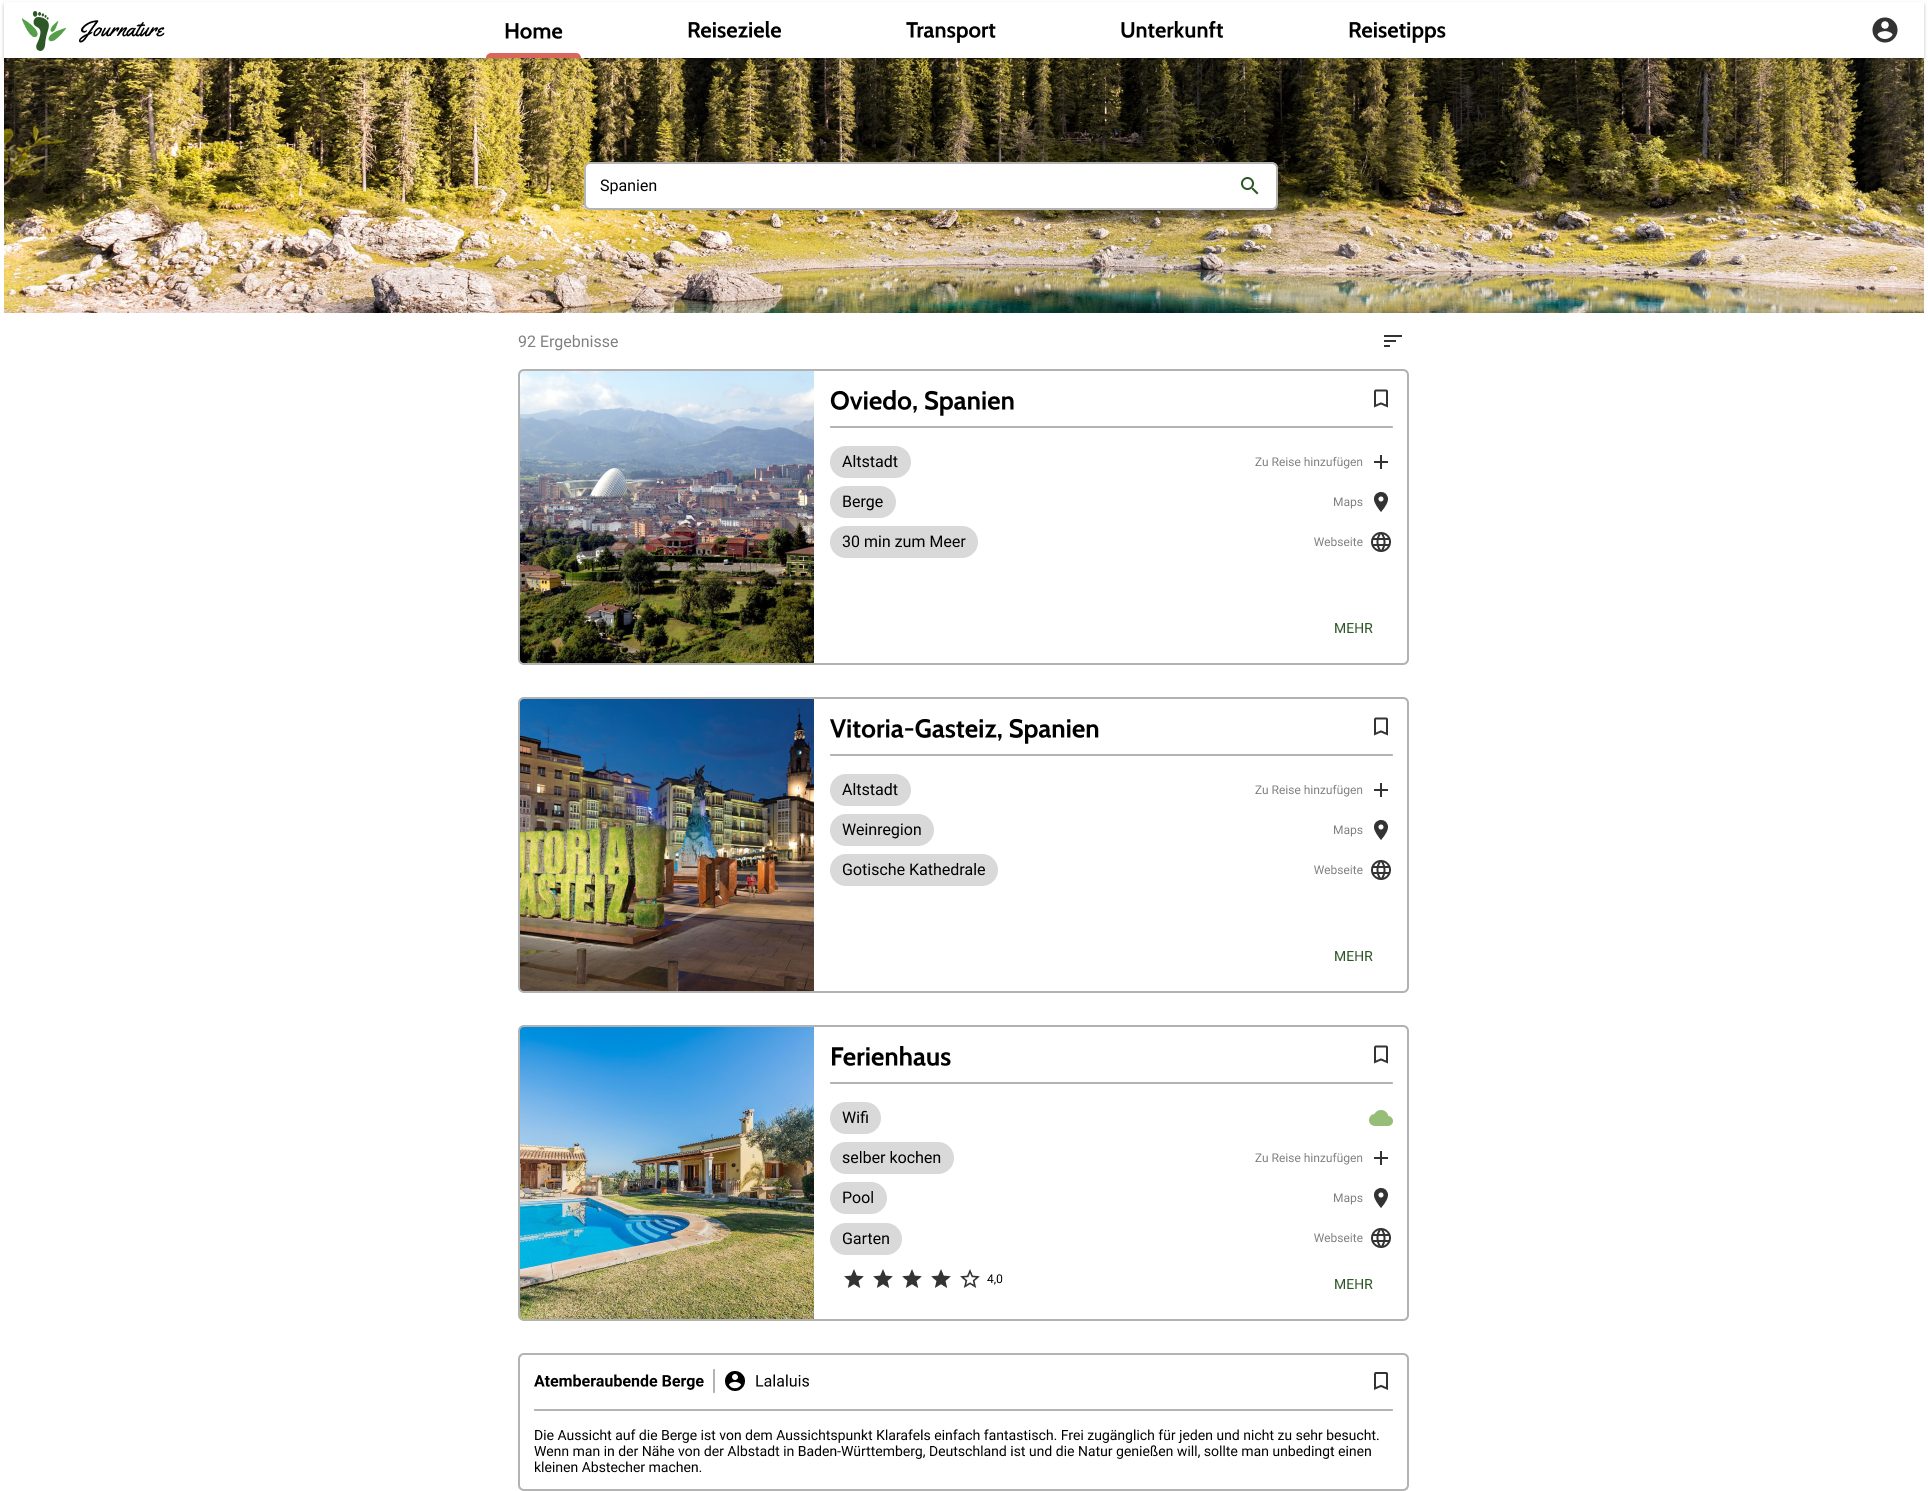 Journature
Home
Reiseziele
Transport
Unterkunft
Reisetipps
Spanien
92 Ergebnisse
Oviedo, Spanien
Altstadt
Zu Reise hinzufügen
Berge
Maps
30 min zum Meer
Webseite
MEHR
Vitoria-Gasteiz, Spanien
Altstadt
Zu Reise hinzufügen
Weinregion
Maps
Gotische Kathedrale
Webseite
MEHR
TORIA
ASTEIZ
Ferienhaus
Wifi
selber kochen
Zu Reise hinzufügen
Pool
Maps
Garten
Webseite
4,0
MEHR
Atemberaubende Berge
Lalaluis
Die Aussicht auf die Berge ist von dem Aussichtspunkt Klarafels einfach fantastisch. Frei zugänglich für jeden und nicht zu sehr besucht.
Wenn man in der Nähe von der Albstadt in Baden-Württemberg, Deutschland ist und die Natur genießen will, sollte man unbedingt einen
kleinen Abstecher machen.